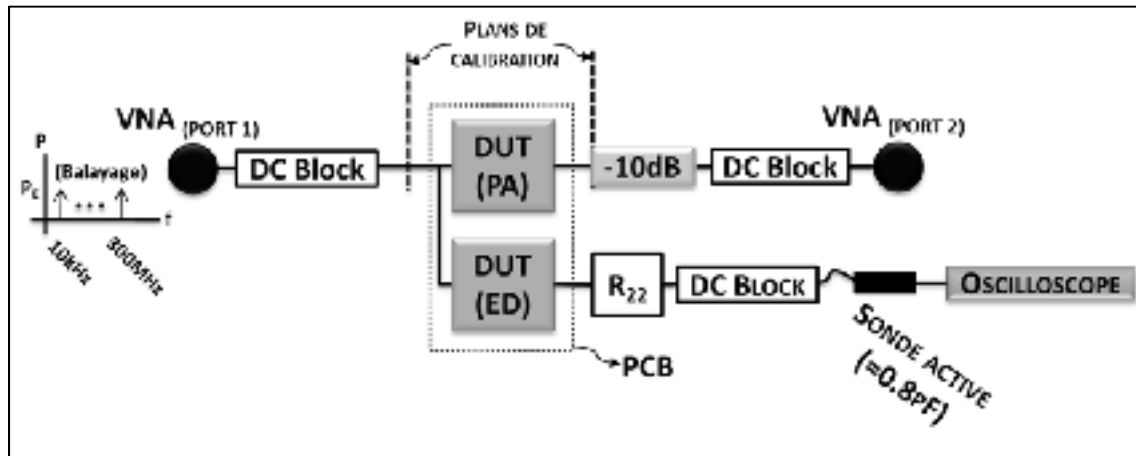 PLANS DE
CALIBRATION
VNA (PORT 1)
VNA (PORT 2)
P
(Balayage)
PE
...
f
10kHz
300MHz
DC Block
DUT
(PA)
-10dB
DC Block
DUT
(ED)
R22
DC BLOCK
OSCILLOSCOPE
SONDE ACTIVE
(≈0.8PF)
PCB